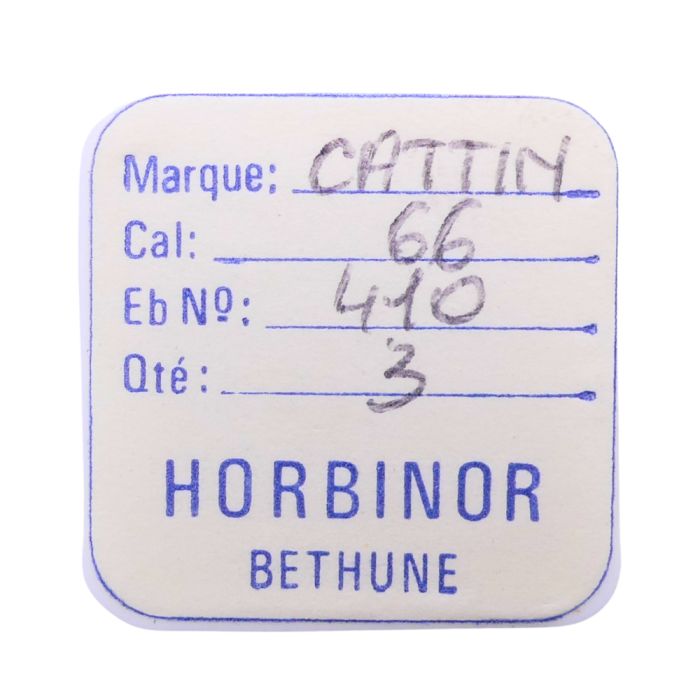 Marque: CATTIN
Cal: 66
Eb Nº: 410
Qté: 3
HORBINOR
BETHUNE